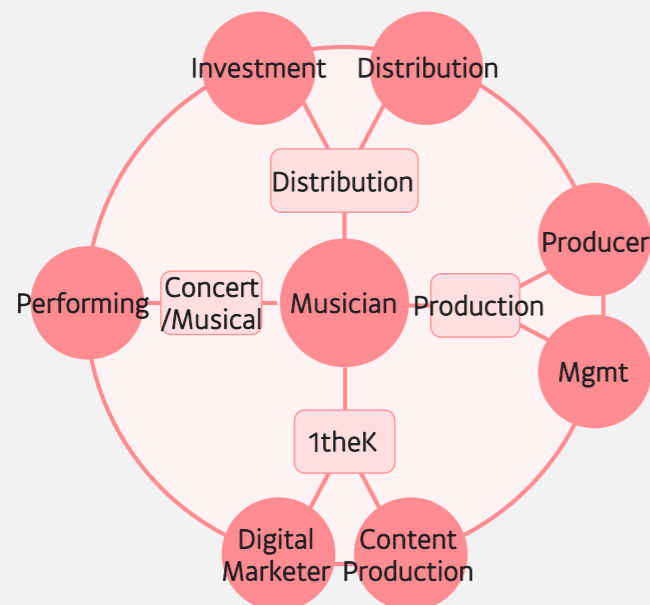 Investment
Distribution
Distribution
Producer
Performing
Concert
/Musical
Musician
Production
Mgmt
1theK
Digital
Marketer
Content
Production